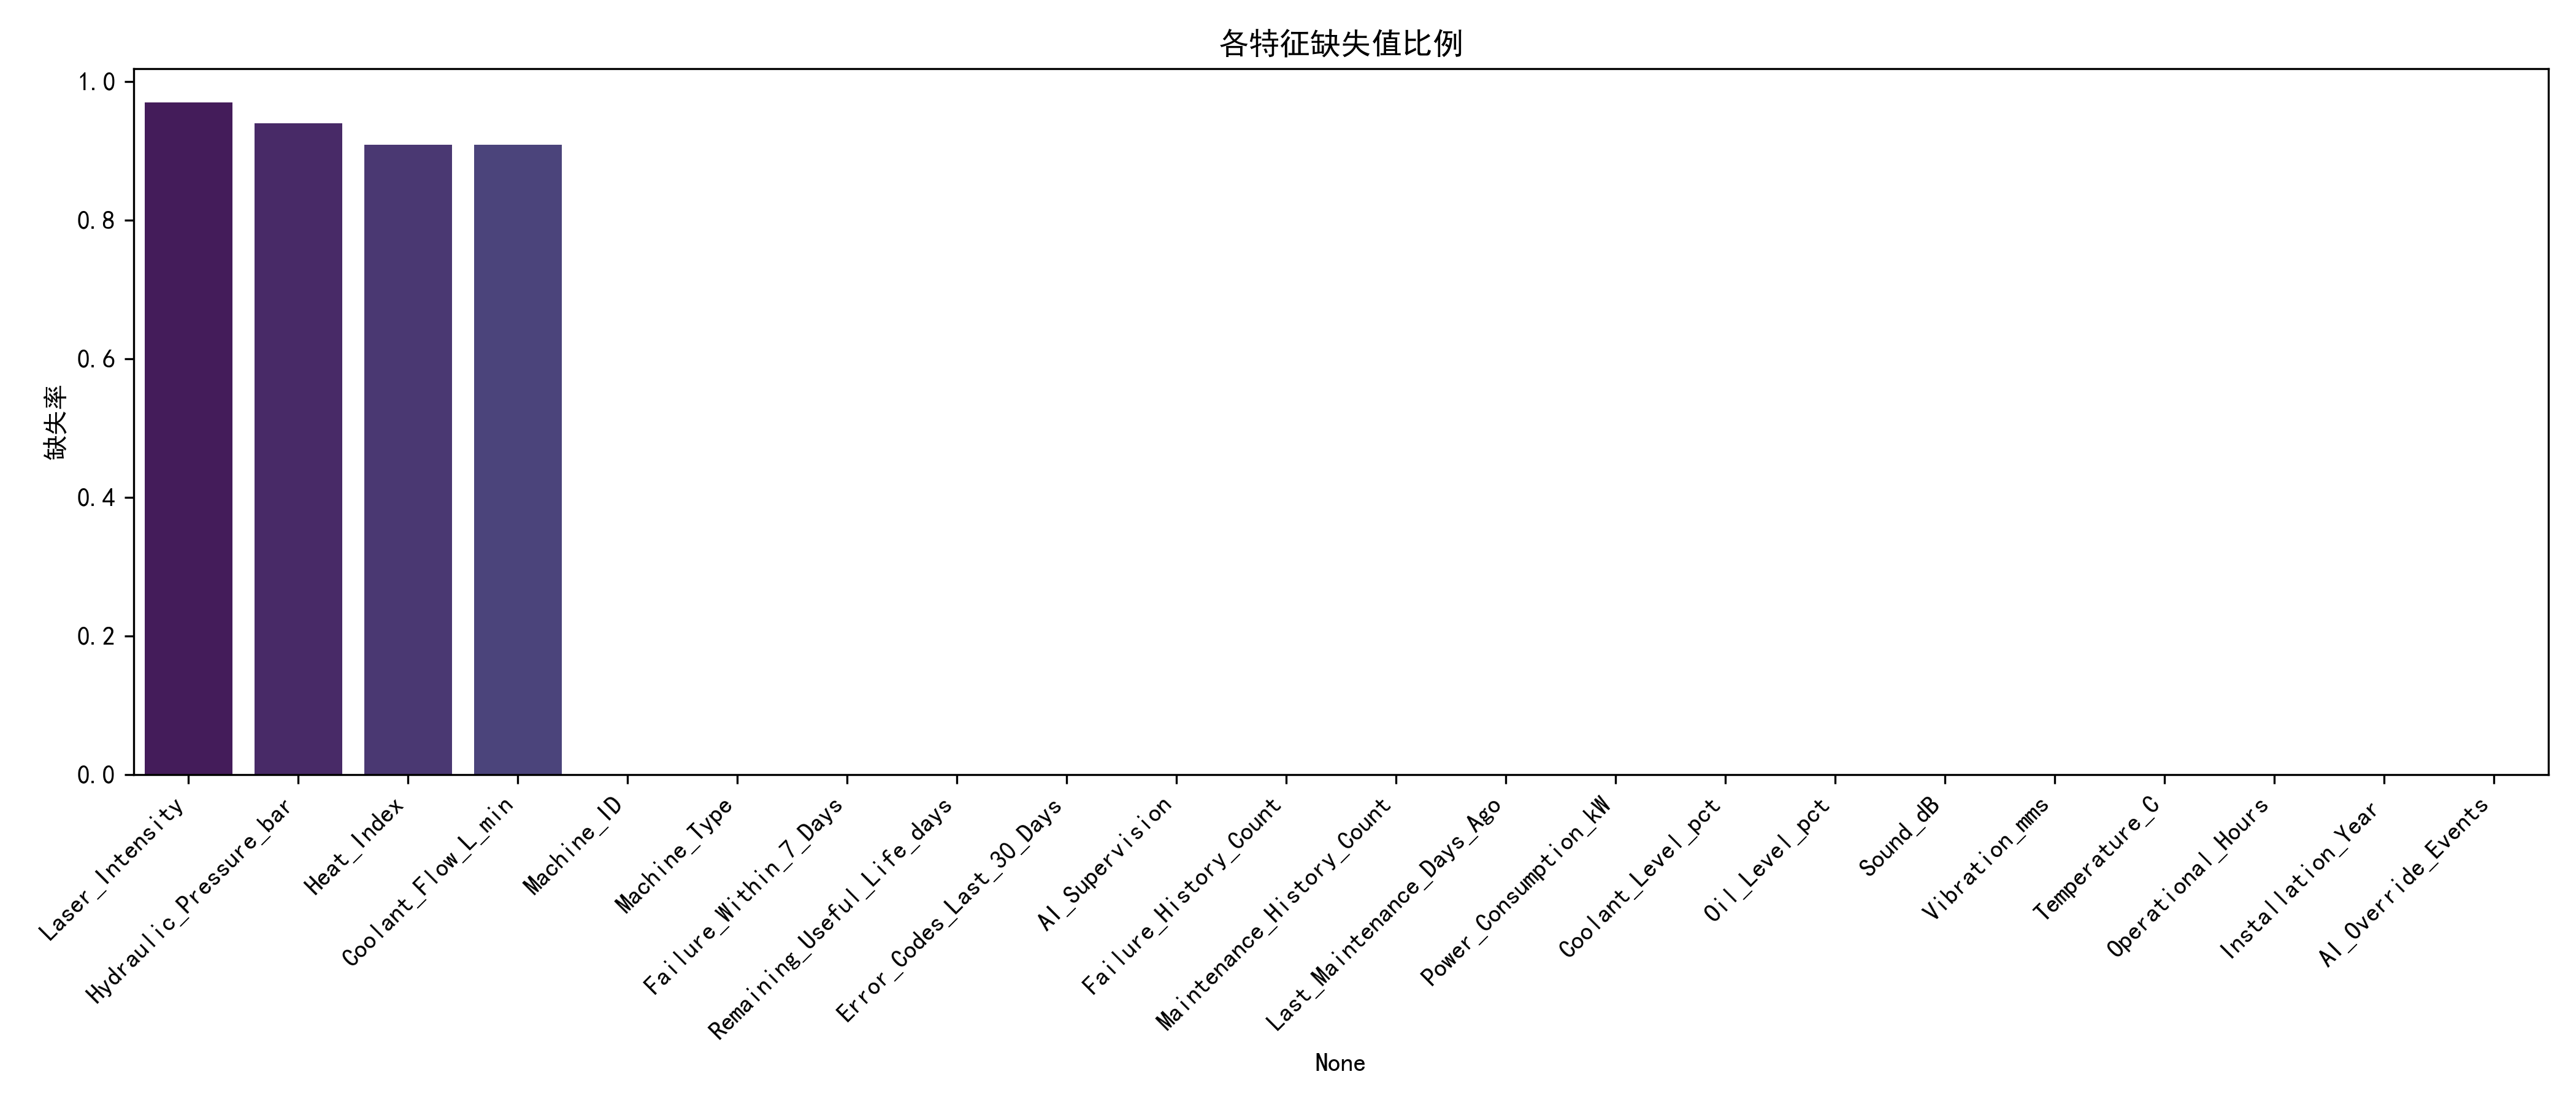 各特征缺失值比例
缺失率
1.0
0.8
0.6
0.4
0.2
0.0
Laser_Intensity
Hydraulic_Pressure_bar
Heat_Index
Coolant_Flow_L_min
Machine_ID
Machine_Type
Failure_Within_7_Days
Remaining_Useful_Life_days
Error_Codes_Last_30_Days
AI_Supervision
Failure_History_Count
Maintenance_History_Count
Last_Maintenance_Days_Ago
Power_Consumption_kW
Coolant_Level_pct
Oil_Level_pct
Sound_dB
Vibration_mms
Temperature_C
Operational_Hours
Installation_Year
AI_Override_Events
None